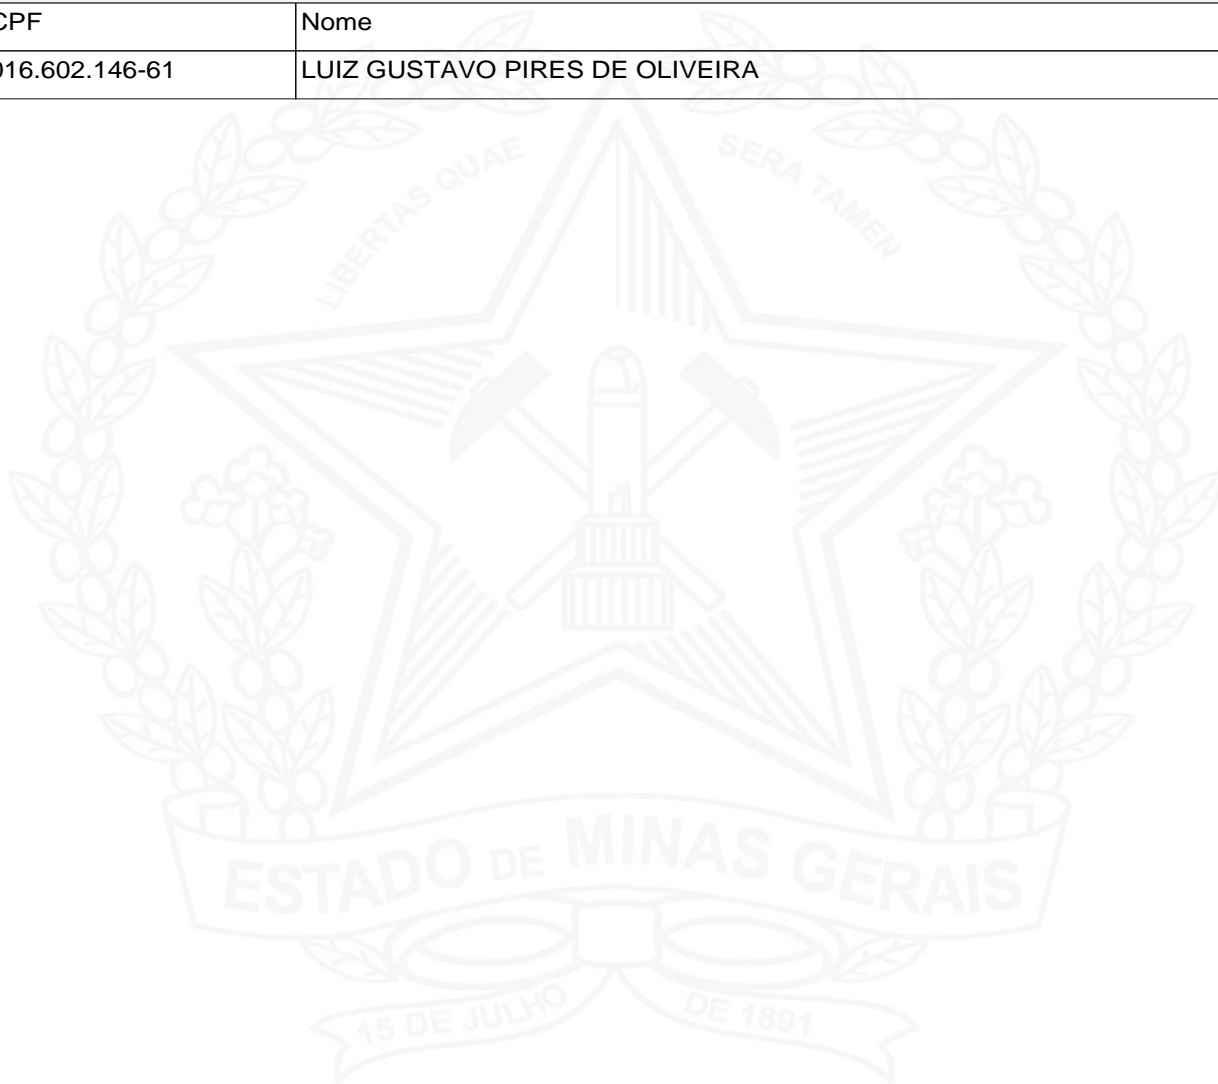 CPF Nome
016.602.146-61 LUIZ GUSTAVO PIRES DE OLIVEIRA
LIBERTAS QUAE SERA TAMEN
ESTADO DE MINAS GERAIS
15 DE JULHO DE 1891